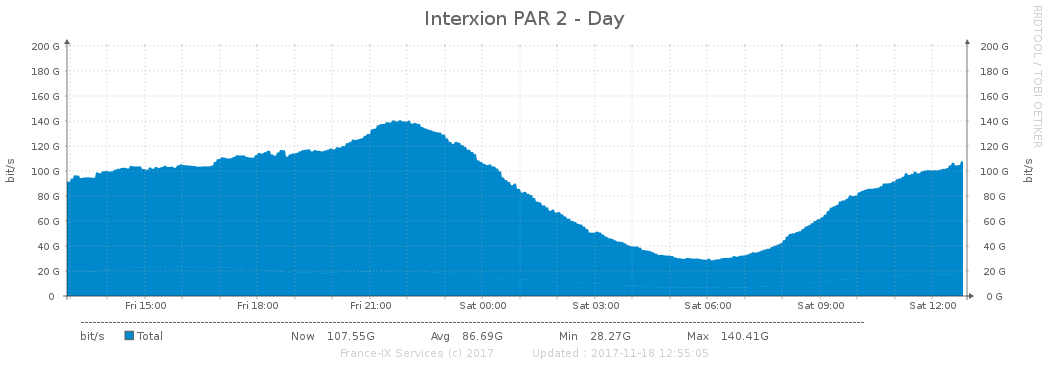 Interxion PAR 2 - Day
RRDTOOL / TOBI OETIKER
bit/s
200 G 200 G
180 G 180 G
160 G 160 G
140 G 140 G
120 G 120 G
100 G 100 G
80 G 80 G
60 G 60 G
40 G 40 G
20 G 20 G
0 0 G
bit/s
Fri 15:00 Fri 18:00 Fri 21:00 Sat 00:00 Sat 03:00 Sat 06:00 Sat 09:00 Sat 12:00
bit/s Total Now 107.55G Avg 86.69G Min 28.27G Max 140.41G
France-IX Services (c) 2017 Updated : 2017-11-18 12:55:05